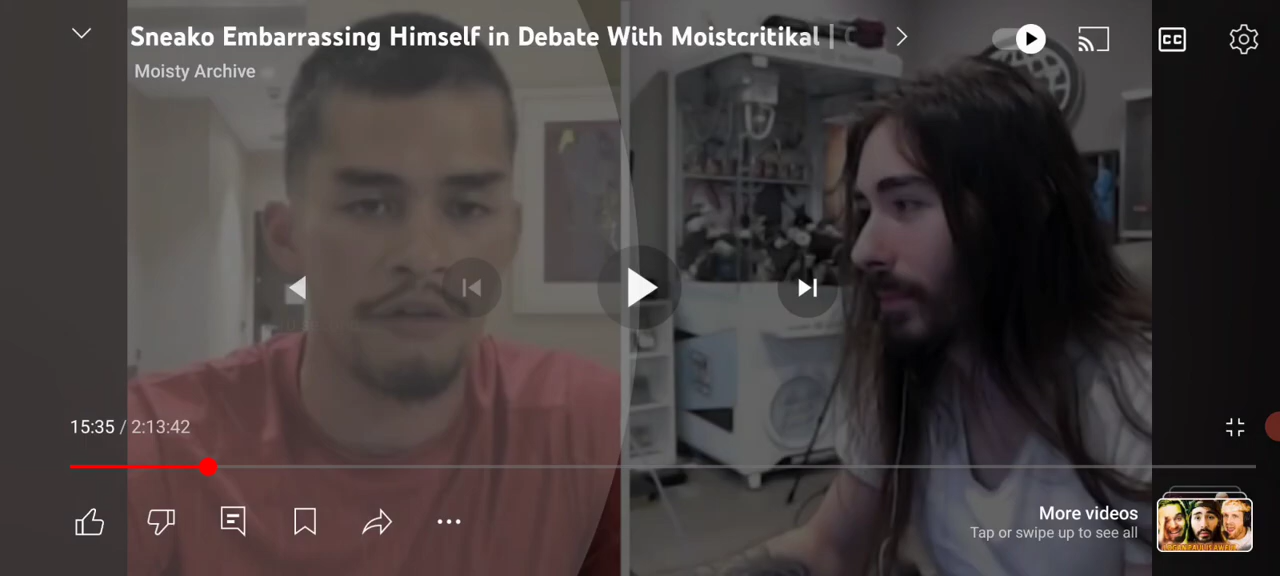 Sneako Embarrassing Himself in Debate With Moistcritikal |
Moisty Archive
CC
15:35 / 2:13:42
More videos
Tap or swipe up to see all